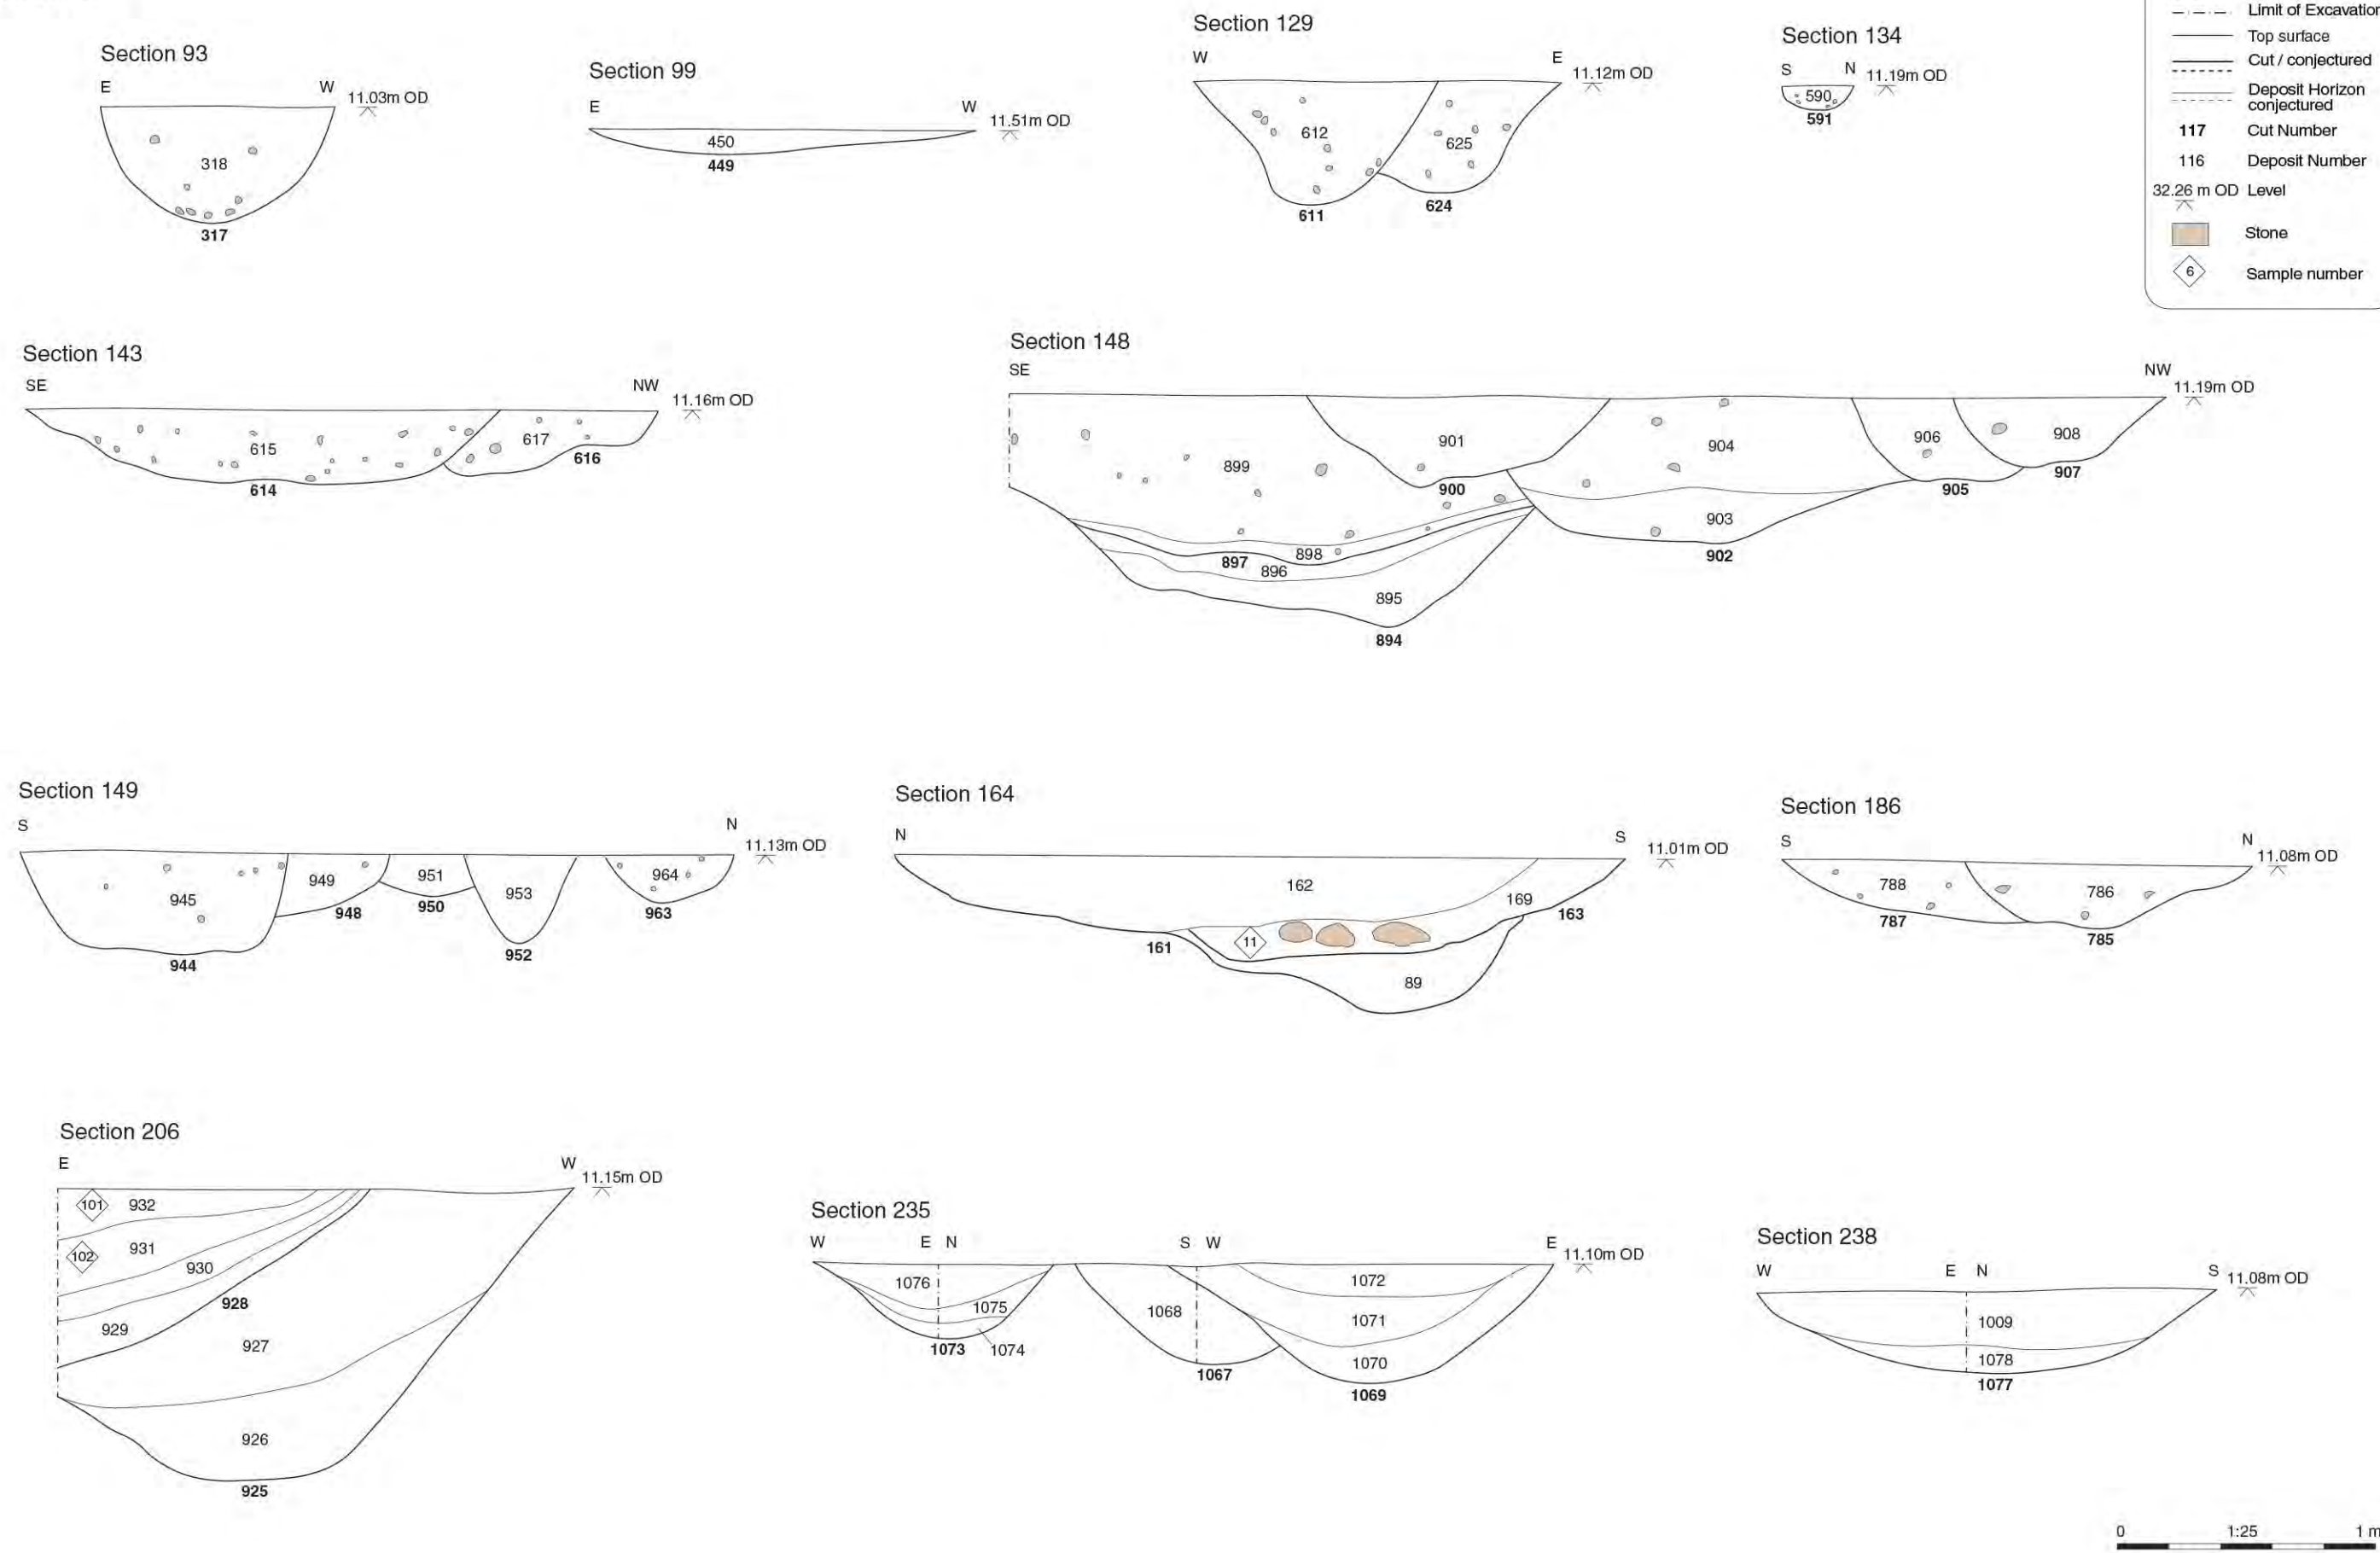 Section 93
E W
11.03m OD
318
317
Section 99
E W
11.51m OD
450
449
Section 129
W E
11.12m OD
612
625
611
624
Section 134
S N
11.19m OD
590
591
Limit of Excavation
Top surface
Cut / conjectured
Deposit Horizon
conjectured
117 Cut Number
116 Deposit Number
32.26 m OD Level
Stone
6 Sample number
Section 143
SE NW
11.16m OD
615
617
616
614
Section 148
SE NW
11.19m OD
901
904
906
908
899
900
905
907
903
898
897
896
902
895
894
Section 149
S N
11.13m OD
945
949
951
953
964
948
950
963
944
952
Section 164
N S
11.01m OD
162
169
163
161
11
89
Section 186
S N
11.08m OD
788
786
787
785
Section 206
E W
11.15m OD
101 932
102 931
930
928
929
927
926
925
Section 235
W E N S W E
11.10m OD
1076
1075
1068
1072
1071
1073 1074
1070
1067
1069
Section 238
W E N S
11.08m OD
1009
1078
1077
0 1:25 1 m